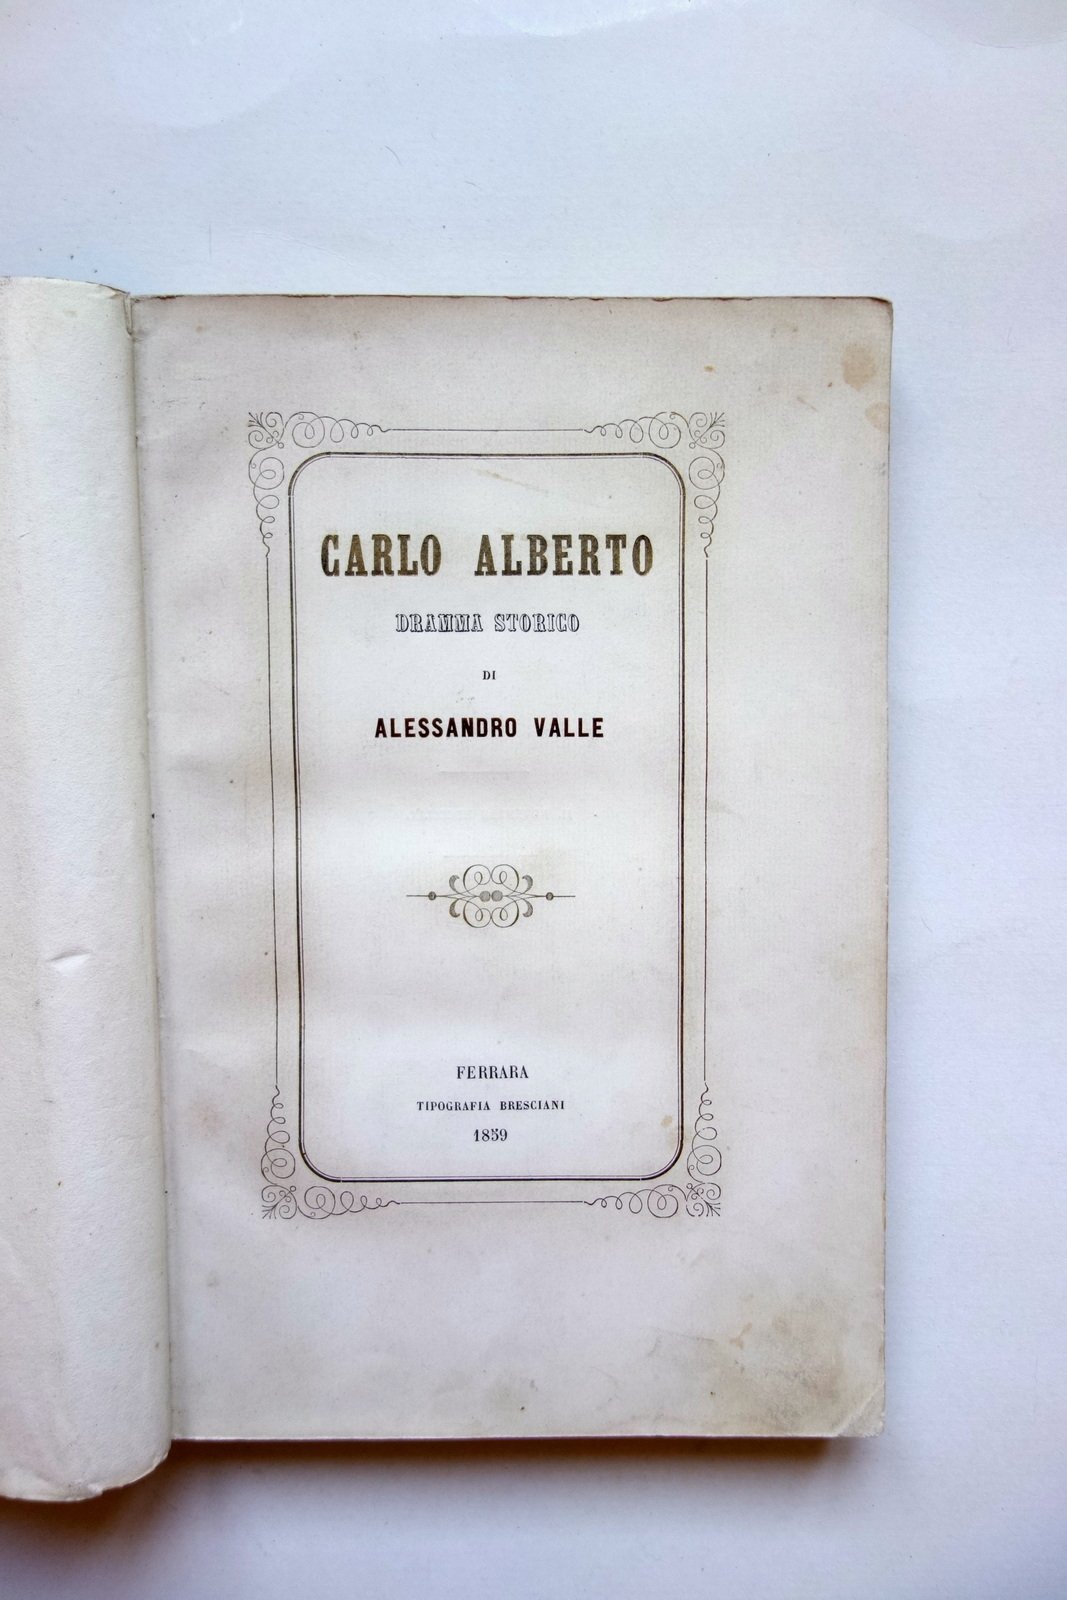 CARLO ALBERTO
DRAMMA STORICO
DI
ALESSANDRO VALLE
FERRARA
TIPOGRAFIA BRESCIANI
1859